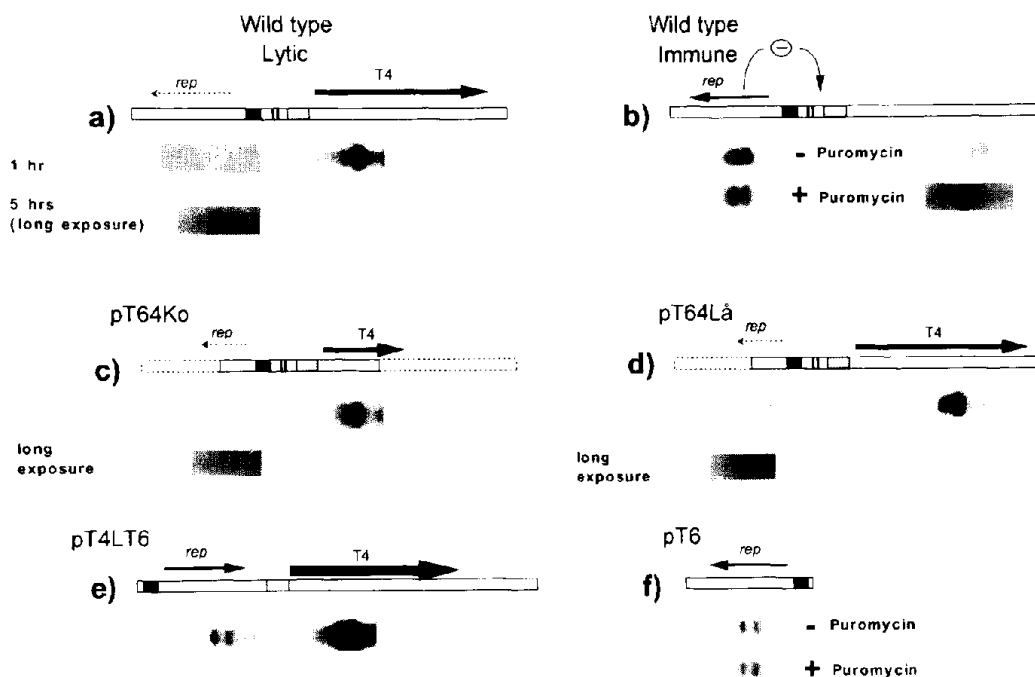 Wild type
Lytic
rep
T4
a)
1 hr
5 hrs
(long exposure)
Wild type
Immune
−
rep
b)
- Puromycin
+ Puromycin
pT64Ko
rep
T4
c)
long
exposure
pT64Lå
rep
T4
d)
long
exposure
pT4LT6
rep
T4
e)
pT6
rep
f)
- Puromycin
+ Puromycin